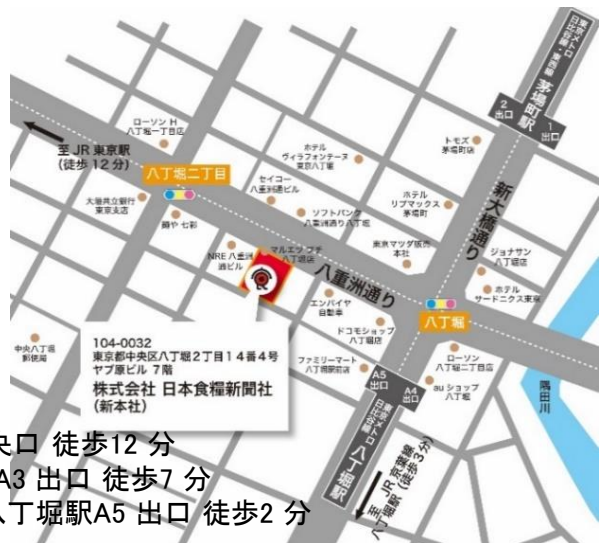 東京メトロ
日比谷線・東西線
茅場町駅
2
出口
1
出口
ローソン H
八丁堀一丁目店
至 JR 東京駅
(徒歩 12 分)
八丁堀二丁目
大垣共立銀行
東京支店
麺や 七彩
ホテル
ヴィラフォンテーヌ
東京八丁堀
セイコー
八重洲通ビル
ソフトバンク
八重洲通り八丁堀
トモズ
茅場町店
ホテル
リブマックス
茅場町
新大橋通り
東京マツダ販売
本社
ジョナサン
八丁堀店
ホテル
サードニクス東京
NRE 八重洲
通ビル
マルエツ プチ
八丁堀店
八重洲通り
エンパイヤ
自動車
ドコモショップ
八丁堀店
八丁堀
ファミリーマート
八丁堀駅前店
ローソン
八丁堀二丁目店
au ショップ
八丁堀
A5
出口
A4
出口
隅田川
中央八丁堀
郵便局
104-0032
東京都中央区八丁堀2丁目14番4号
ヤブ原ビル 7階
株式会社 日本食糧新聞社
(新本社)
東京メトロ
日比谷線
八丁堀駅
至 JR 京葉線
八丁堀駅(徒歩3分)
央口 徒歩12 分
A3 出口 徒歩7 分
八丁堀駅A5 出口 徒歩2 分